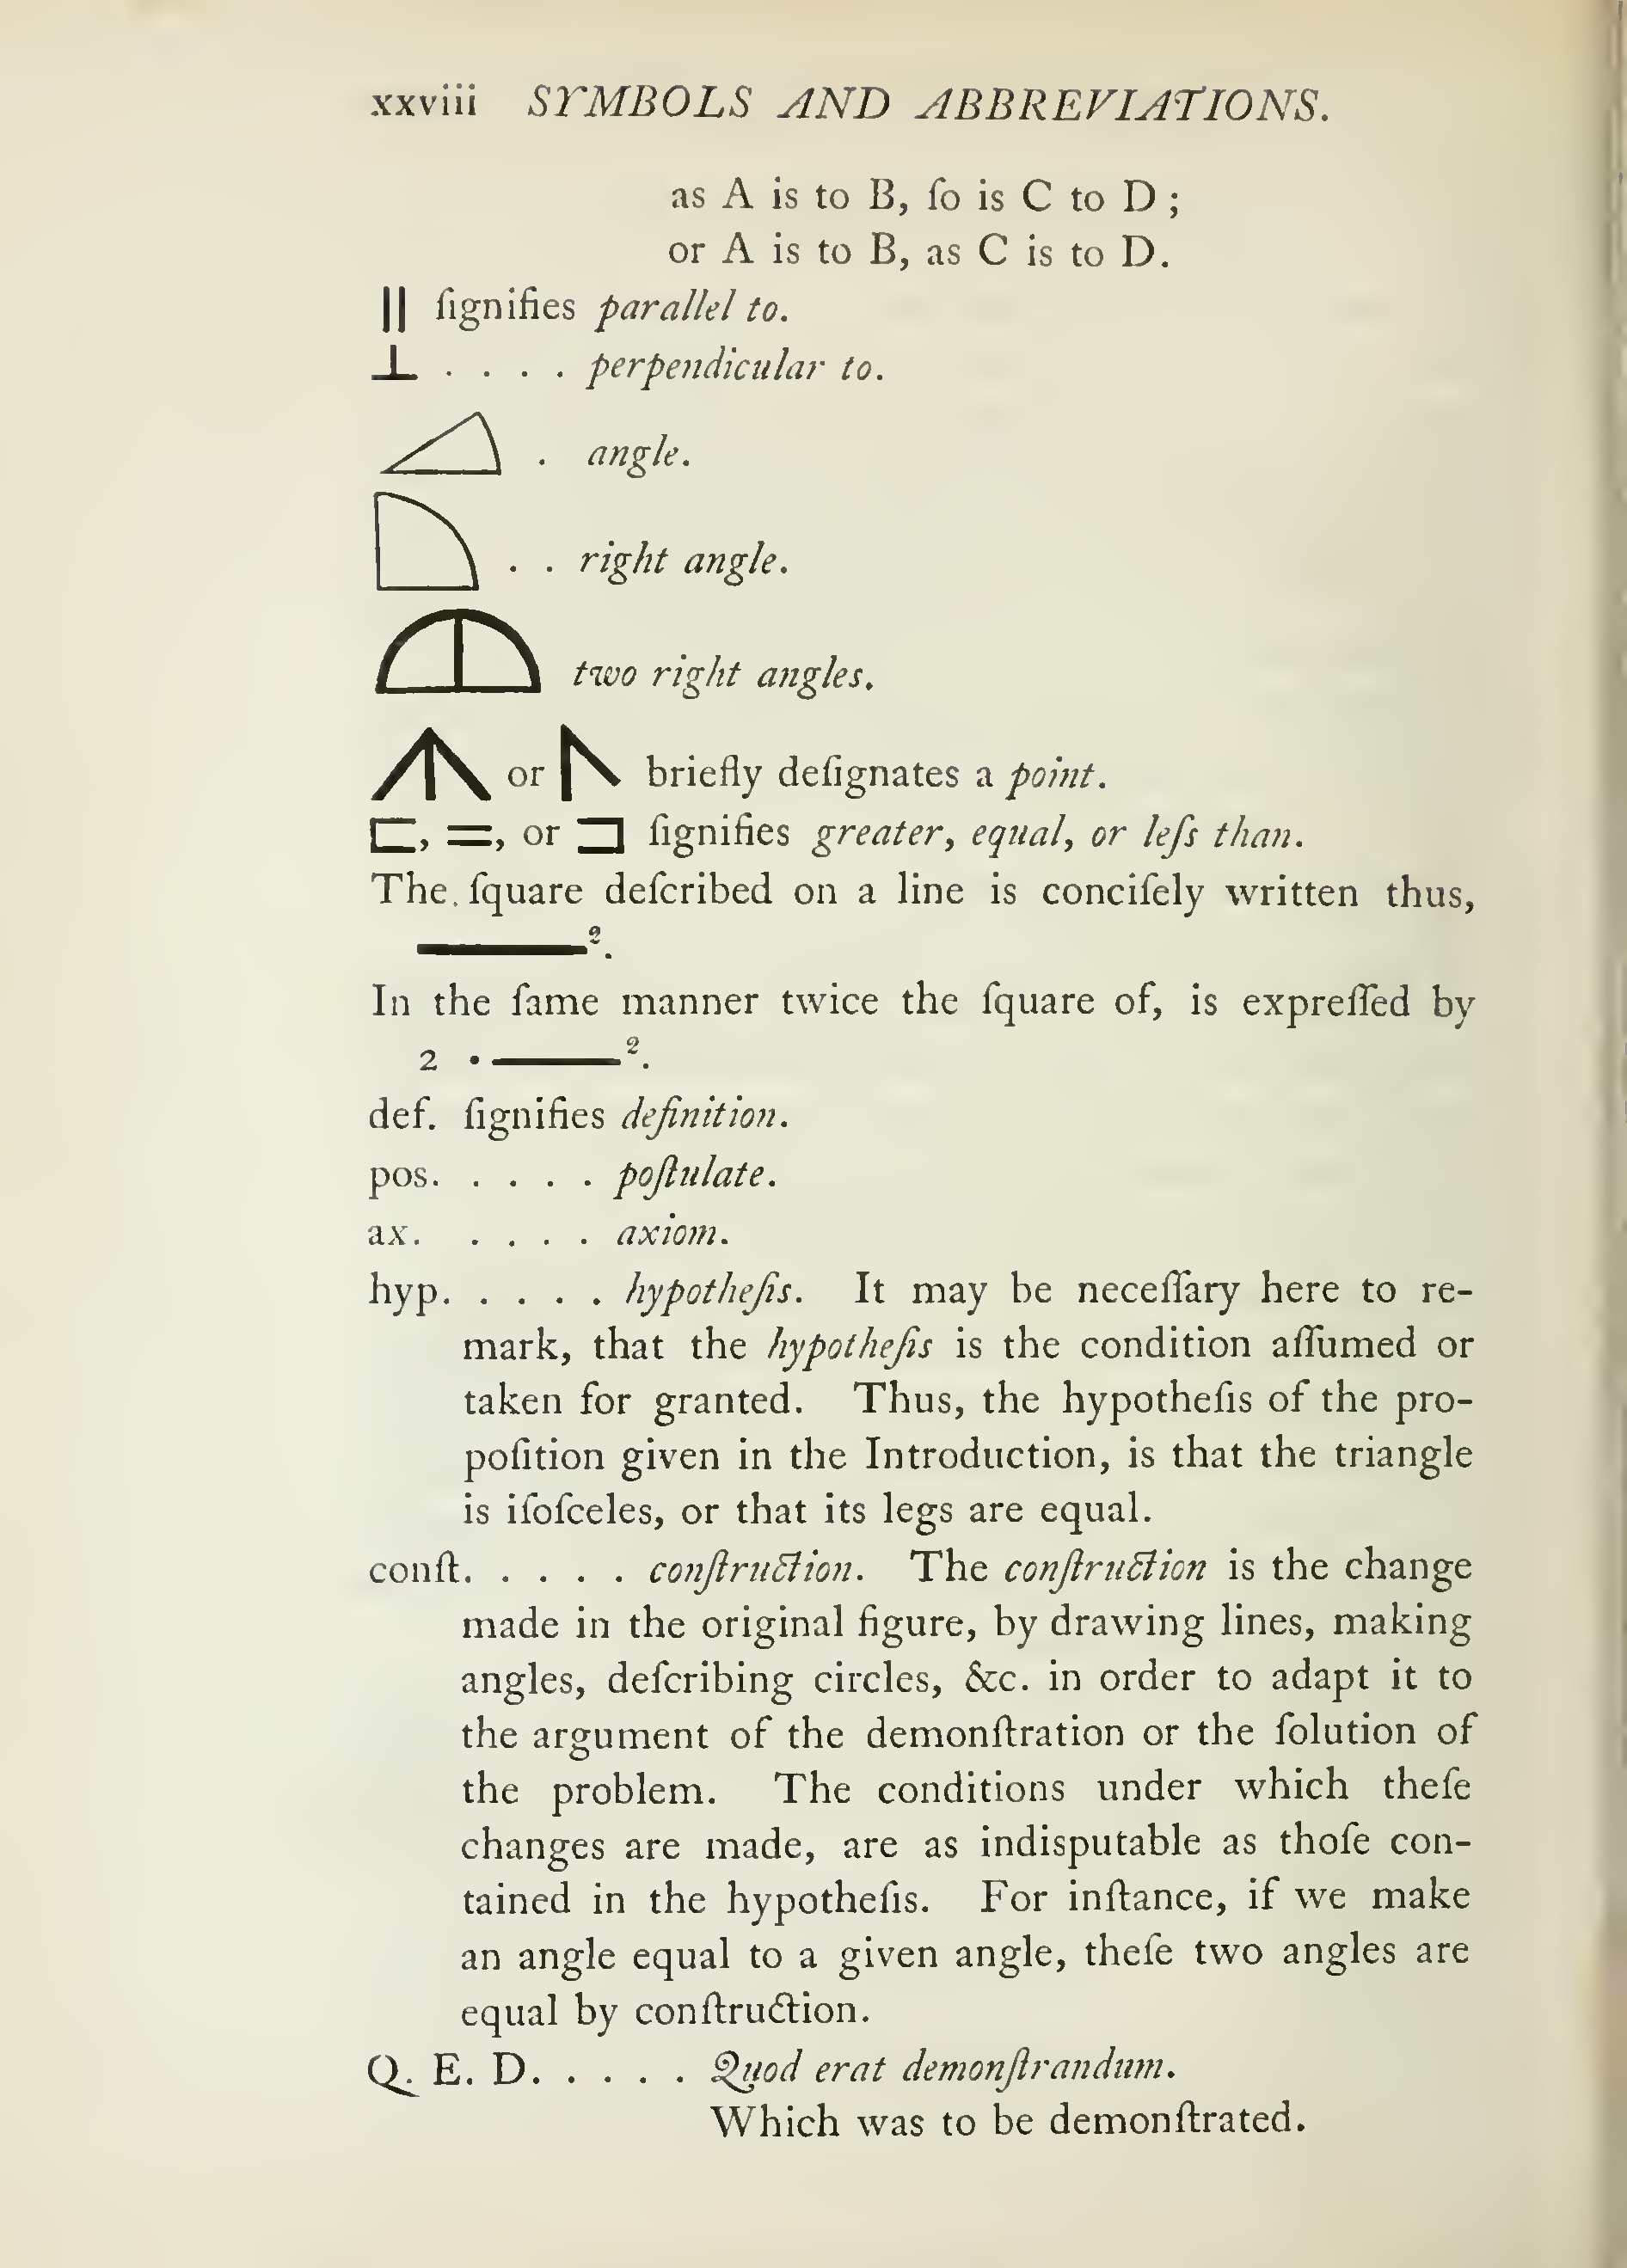 xxviii SYMBOLS AND ABBREVIATIONS.
as A is to B, ſo is C to D ;
or A is to B, as C is to D.
∥ ſignifies parallel to.
⊥ . . . . perpendicular to.
. angle.
. . right angle.
two right angles.
or briefly deſignates a point.
⊏, =, or ⊐ ſignifies greater, equal, or leſs than.
The ſquare deſcribed on a line is conciſely written thus,
——².
In the ſame manner twice the ſquare of, is expreſſed by
2 · ——².
def. ſignifies definition.
pos. . . . . poſtulate.
ax. . . . . axiom.
hyp. . . . . hypotheſis. It may be neceſſary here to re-
mark, that the hypotheſis is the condition aſſumed or
taken for granted. Thus, the hypotheſis of the pro-
poſition given in the Introduction, is that the triangle
is iſoſceles, or that its legs are equal.
conſt. . . . . conſtruction. The conſtruction is the change
made in the original figure, by drawing lines, making
angles, deſcribing circles, &c. in order to adapt it to
the argument of the demonſtration or the ſolution of
the problem. The conditions under which theſe
changes are made, are as indisputable as thoſe con-
tained in the hypotheſis. For inſtance, if we make
an angle equal to a given angle, theſe two angles are
equal by conſtruction.
Q. E. D. . . . . Quod erat demonſtrandum.
Which was to be demonſtrated.